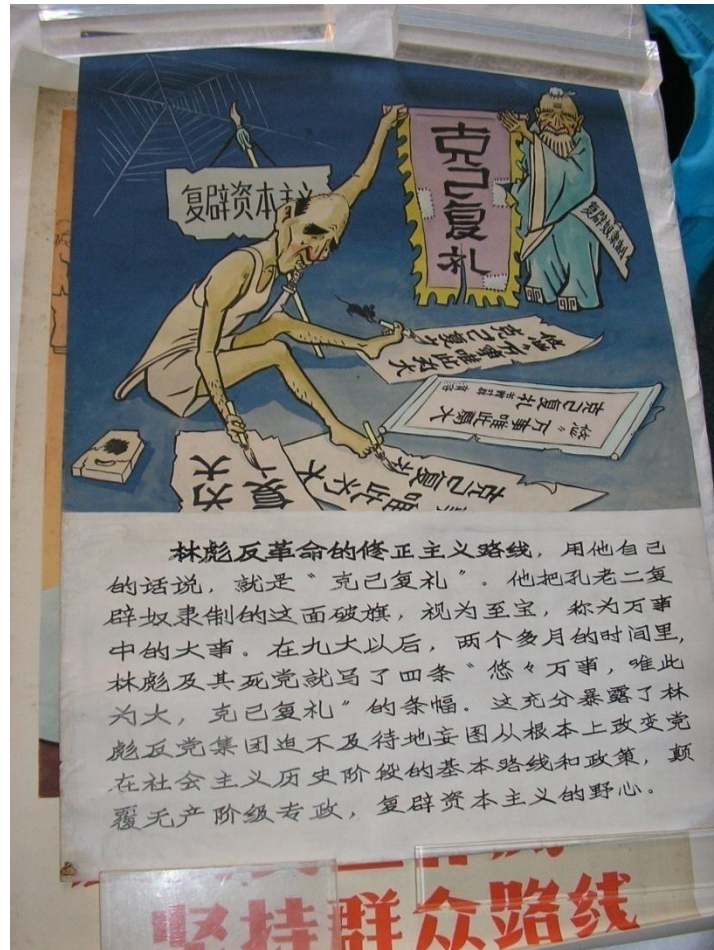 复辟资本主义
克己复礼
复辟奴隶制
悠"万事唯此为大
克己复
悠"万事唯此为大
克己复礼
唯此为大
克己复礼
复
为大
林彪反革命的修正主义路线，用他自己
的话说，就是“克己复礼”。他把孔老二复
辟奴隶制的这面破旗，视为至宝，称为万事
中的大事。在九大以后，两个多月的时间里，
林彪及其死党就写了四条“悠々万事，唯此
为大，克己复礼”的条幅。这充分暴露了林
彪反党集团迫不及待地妄图从根本上改变党
在社会主义历史阶段的基本路线和政策，颠
覆无产阶级专政，复辟资本主义的野心。
坚持群众路线